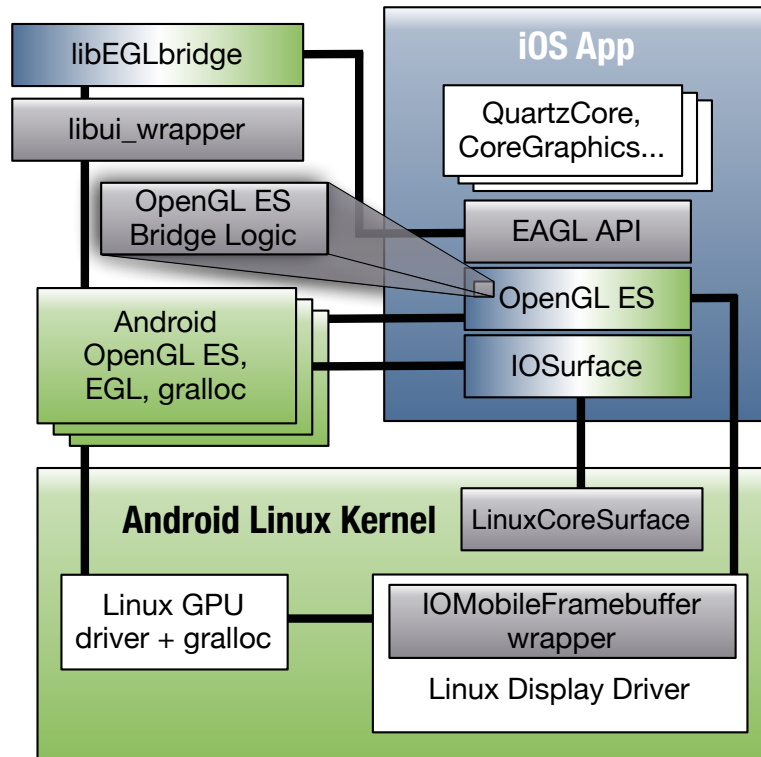 libEGLbridge
libui_wrapper
iOS App
QuartzCore,
CoreGraphics...
OpenGL ES
Bridge Logic
EAGL API
OpenGL ES
IOSurface
Android
OpenGL ES,
EGL, gralloc
Android Linux Kernel
LinuxCoreSurface
Linux GPU
driver + gralloc
IOMobileFramebuffer
wrapper
Linux Display Driver